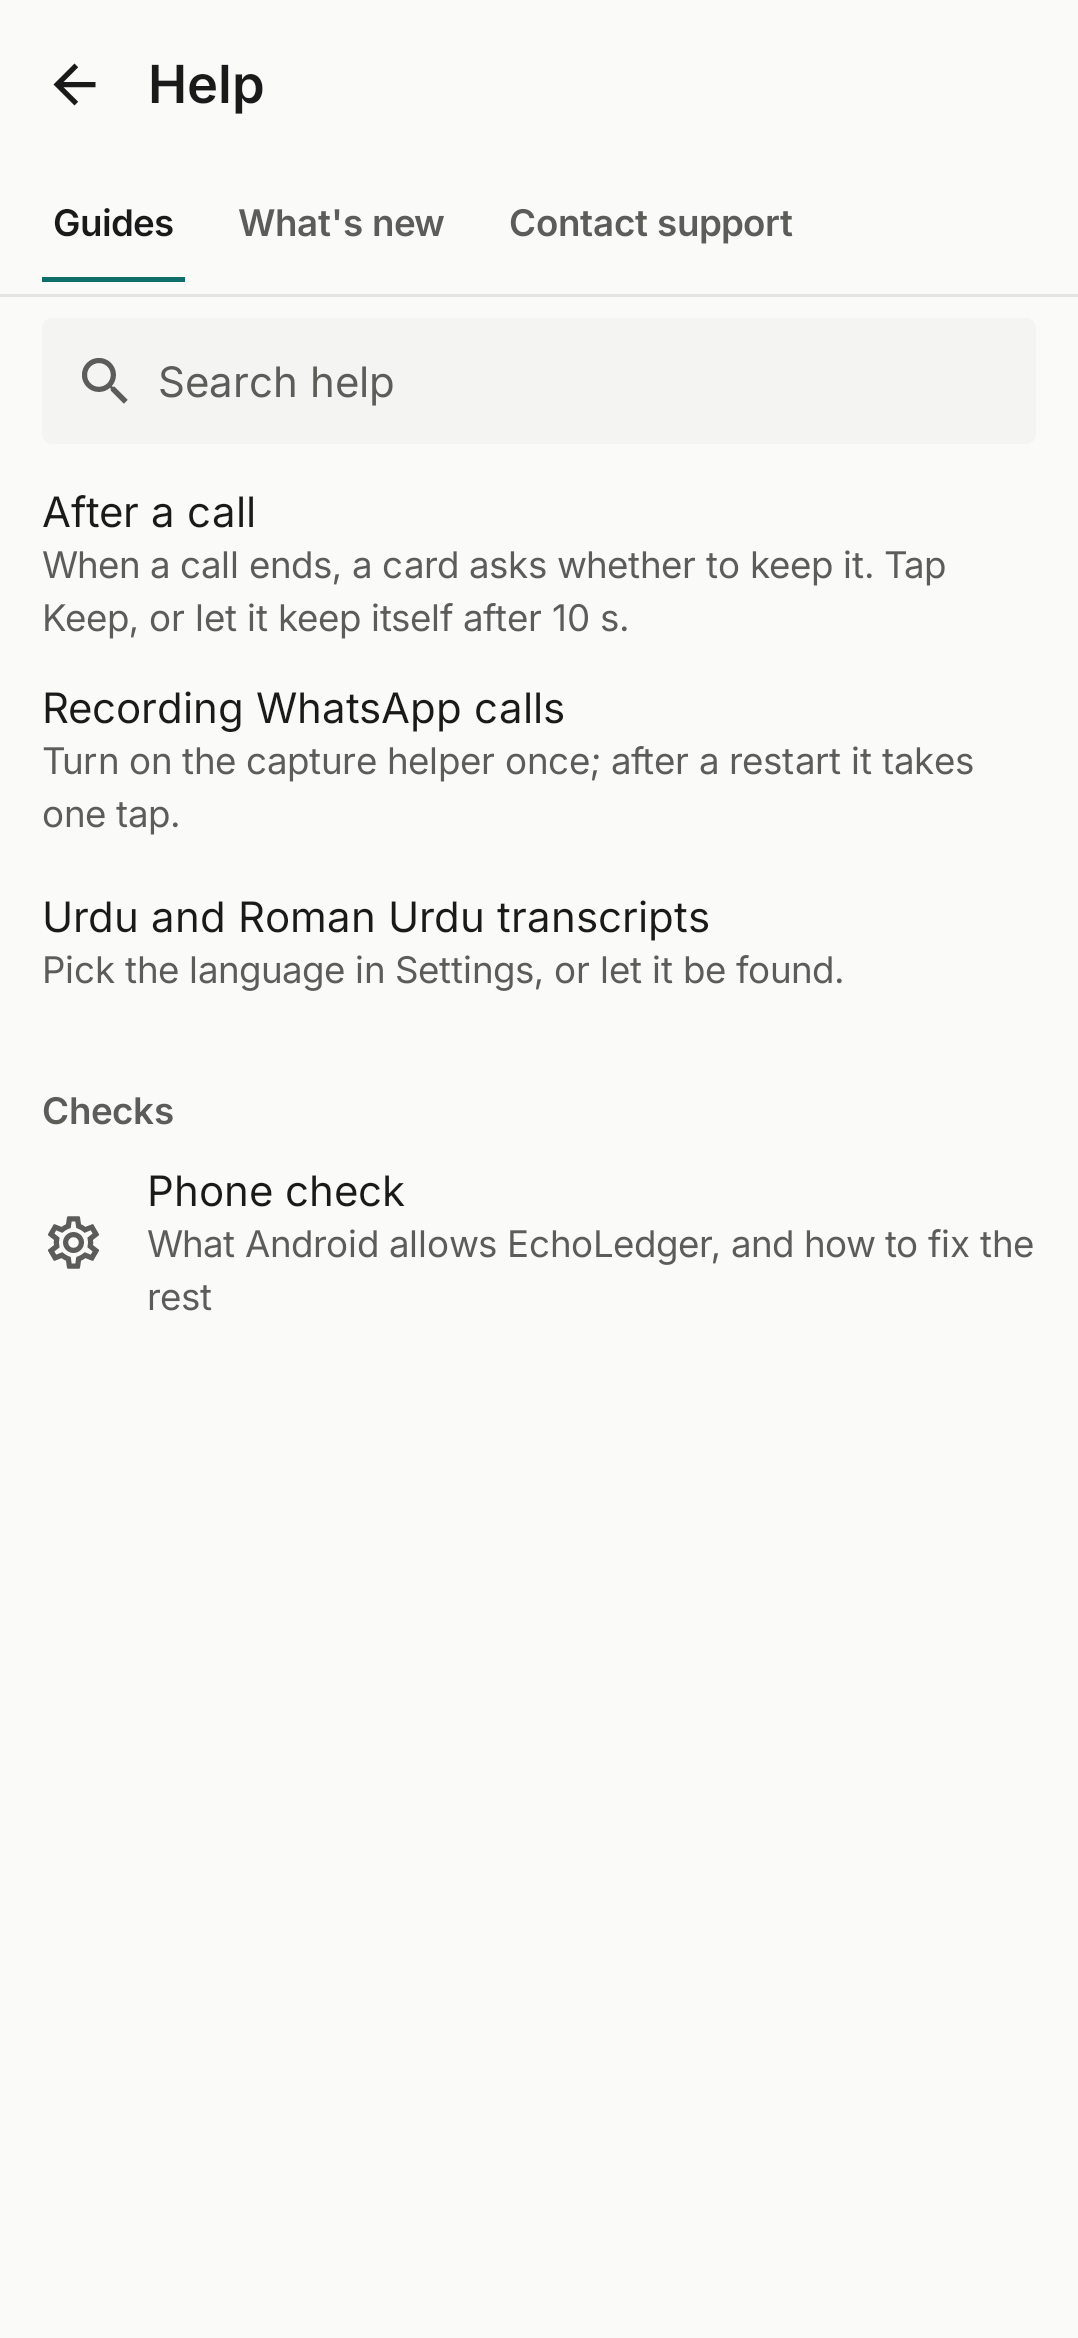 Help
Guides
What's new
Contact support
Search help
After a call
When a call ends, a card asks whether to keep it. Tap
Keep, or let it keep itself after 10 s.
Recording WhatsApp calls
Turn on the capture helper once; after a restart it takes
one tap.
Urdu and Roman Urdu transcripts
Pick the language in Settings, or let it be found.
Checks
Phone check
What Android allows EchoLedger, and how to fix the
rest